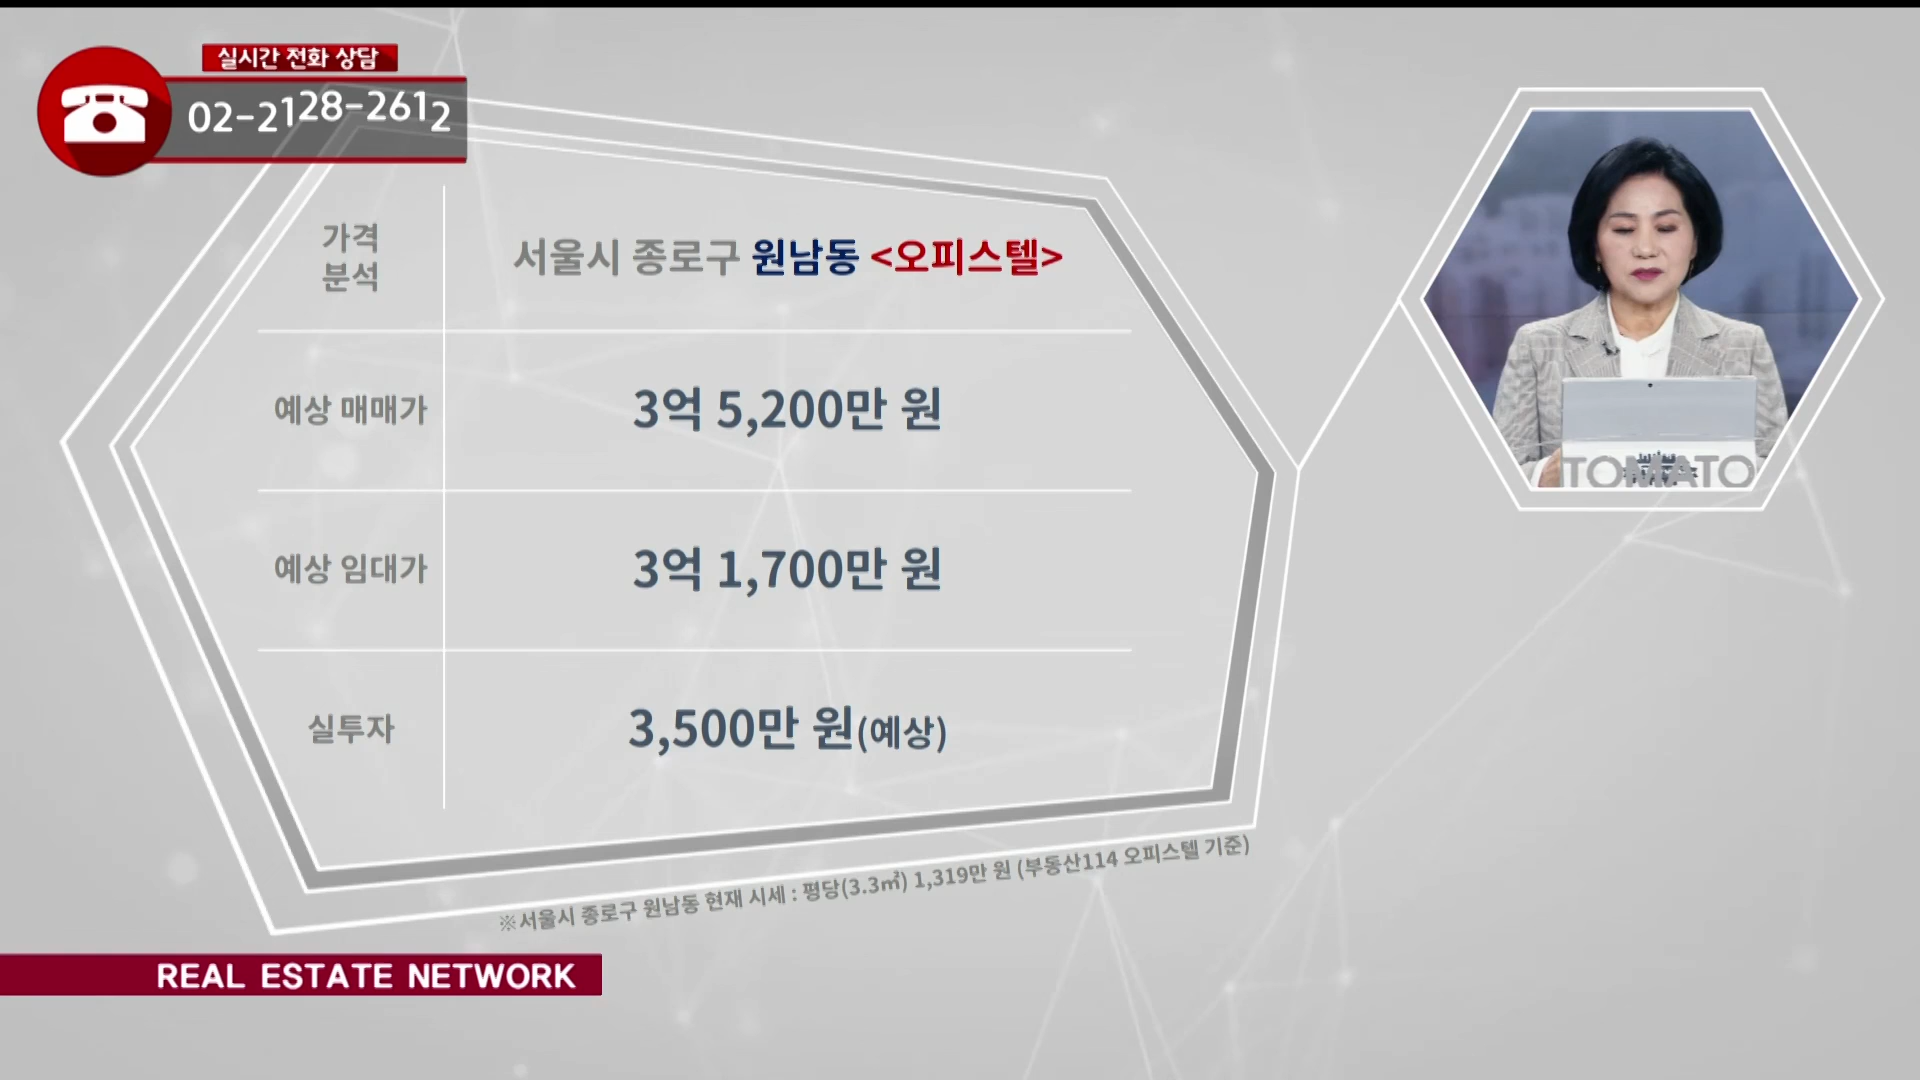 실시간 전화 상담
02-2128-2612
가격
분석
서울시 종로구 원남동 <오피스텔>
예상 매매가
3억 5,200만 원
예상 임대가
3억 1,700만 원
실투자
3,500만 원(예상)
※서울시 종로구 원남동 현재 시세 : 평당(3.3㎡) 1,319만 원 (부동산114 오피스텔 기준)
TOMATO
REAL ESTATE NETWORK